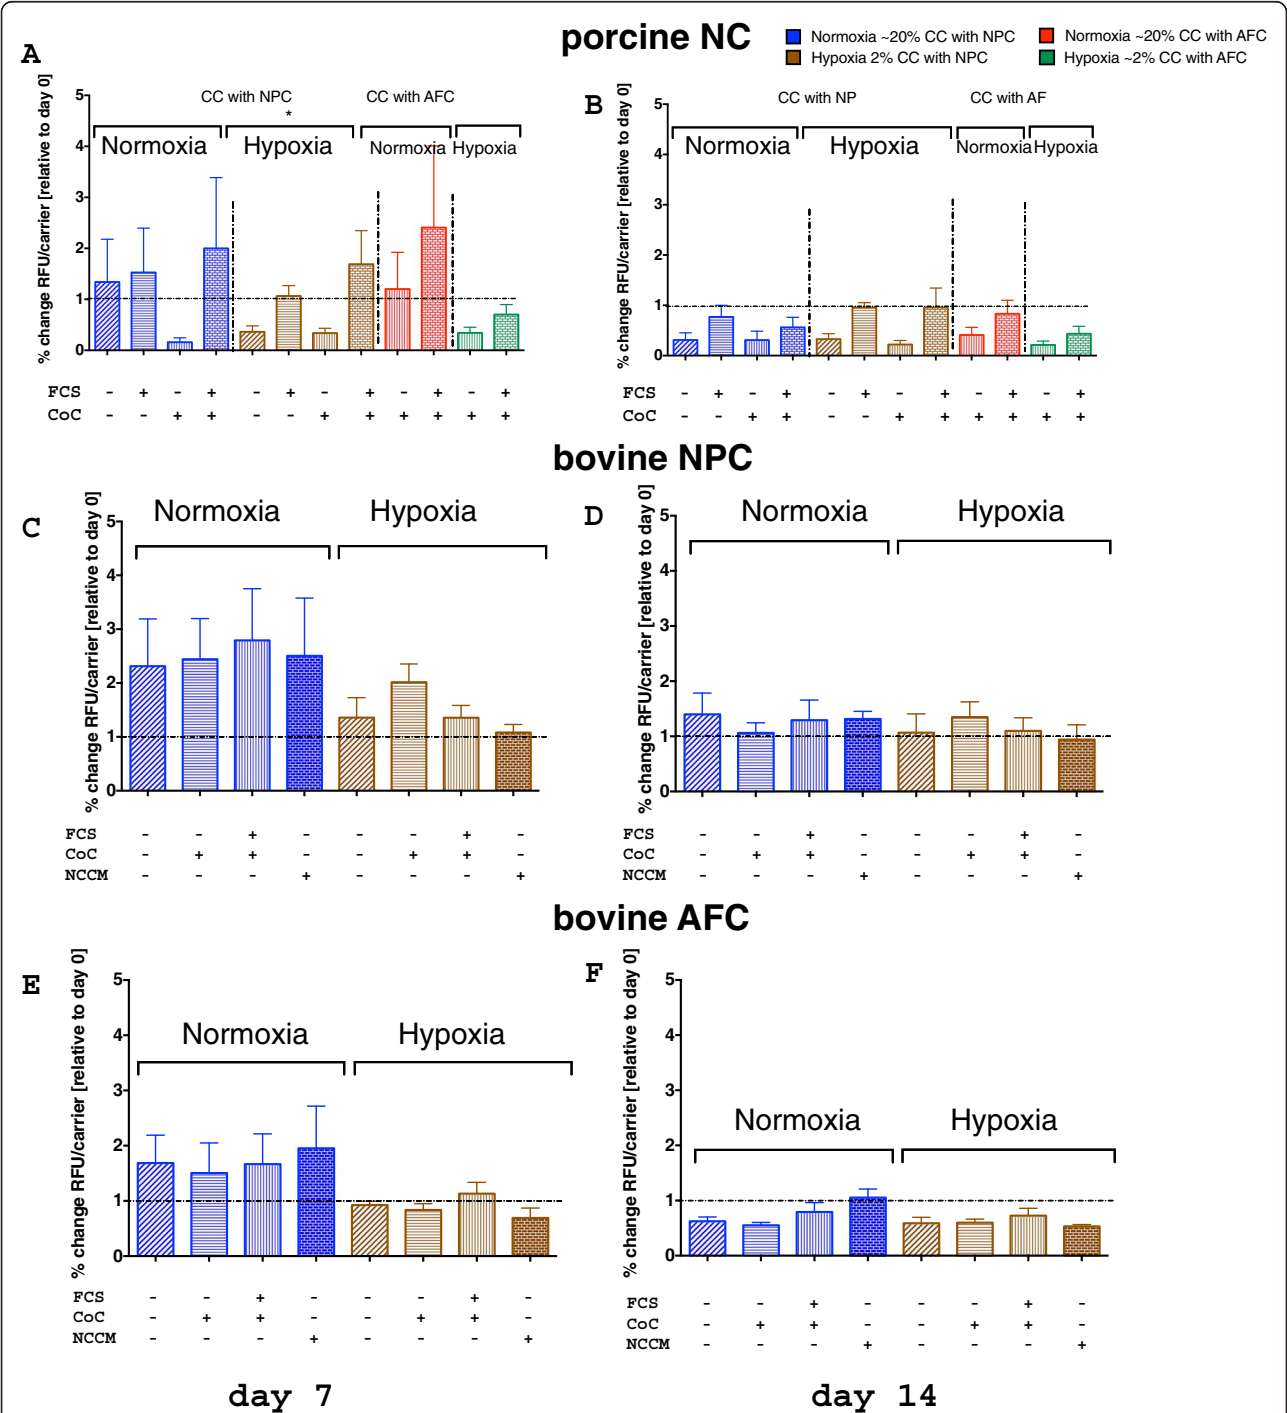 porcine NC
Normoxia ~20% CC with NPC
Normoxia ~20% CC with AFC
Hypoxia 2% CC with NPC
Hypoxia ~2% CC with AFC
A
% change RFU/carrier [relative to day 0]
5
4
3
2
1
0
CC with NPC
CC with AFC
*
Normoxia
Hypoxia
Normoxia
Hypoxia
FCS - + - + - + - + - + - +
CoC - - + + - - + + + + + +
B
% change RFU/carrier [relative to day 0]
5
4
3
2
1
0
CC with NP
CC with AF
Normoxia
Hypoxia
Normoxia
Hypoxia
FCS - + - + - + - + - + - +
CoC - - + + - - + + + + + +
bovine NPC
C
% change RFU/carrier [relative to day 0]
5
4
3
2
1
0
Normoxia
Hypoxia
FCS - - + - - - + -
CoC - + + - - + + -
NCCM - - - + - - - +
D
% change RFU/carrier [relative to day 0]
5
4
3
2
1
0
Normoxia
Hypoxia
FCS - - + - - - + -
CoC - + + - - + + -
NCCM - - - + - - - +
bovine AFC
E
% change RFU/carrier [relative to day 0]
5
4
3
2
1
0
Normoxia
Hypoxia
FCS - - + - - - + -
CoC - + + - - + + -
NCCM - - - + - - - +
F
% change RFU/carrier [relative to day 0]
5
4
3
2
1
0
Normoxia
Hypoxia
FCS - - + - - - + -
CoC - + + - - + + -
NCCM - - - + - - - +
day 7
day 14